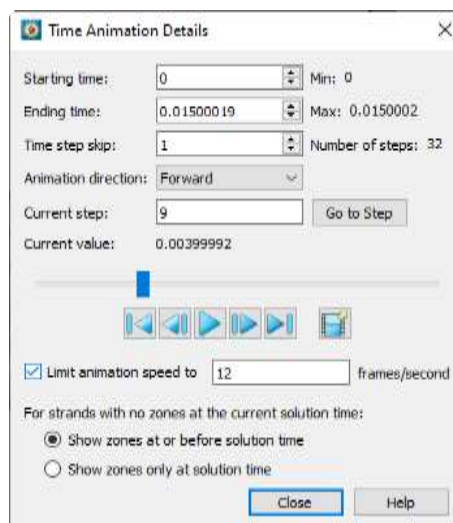 Time Animation Details
Starting time: 0 Min: 0
Ending time: 0.01500019 Max: 0.0150002
Time step skip: 1 Number of steps: 32
Animation direction: Forward
Current step: 9 Go to Step
Current value: 0.00399992
Limit animation speed to 12 frames/second
For strands with no zones at the current solution time:
Show zones at or before solution time
Show zones only at solution time
Close Help